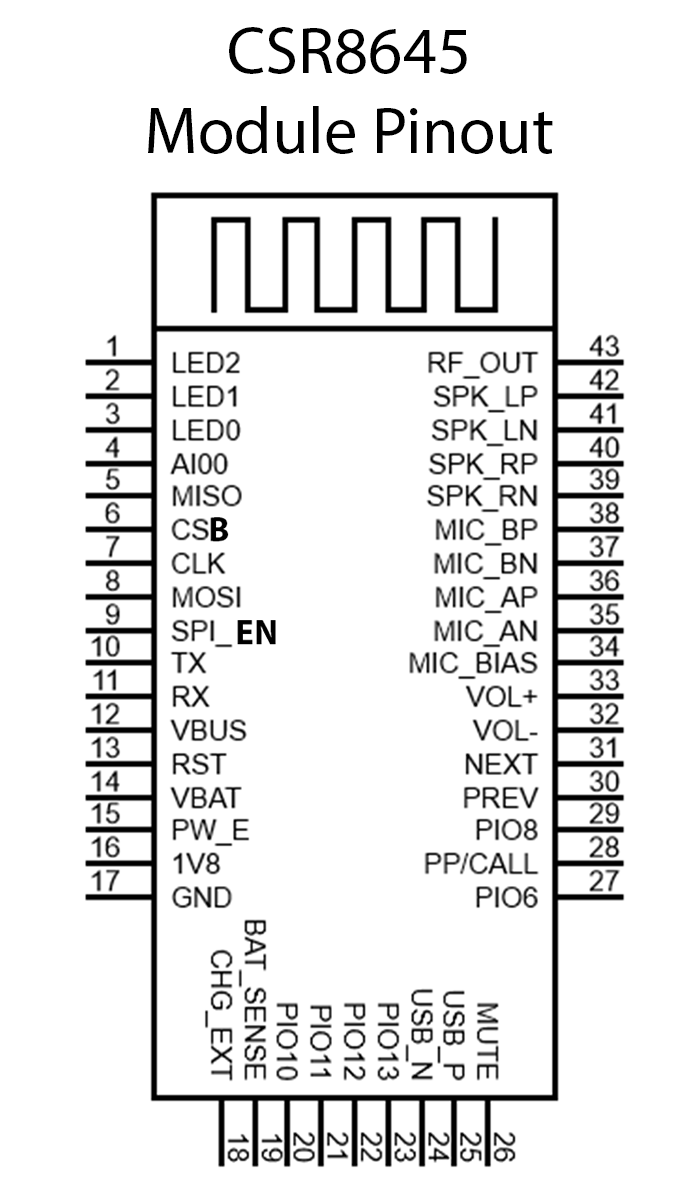 CSR8645
Module Pinout
1 LED2 RF_OUT 43
2 LED1 SPK_LP 42
3 LED0 SPK_LN 41
4 AI00 SPK_RP 40
5 MISO SPK_RN 39
6 CSB MIC_BP 38
7 CLK MIC_BN 37
8 MOSI MIC_AP 36
9 SPI_EN MIC_AN 35
10 TX MIC_BIAS 34
11 RX VOL+ 33
12 VBUS VOL- 32
13 RST NEXT 31
14 VBAT PREV 30
15 PW_E PIO8 29
16 1V8 PP/CALL 28
17 GND PIO6 27
CHG_EXT 18
BAT_SENSE 19
PIO10 20
PIO11 21
PIO12 22
PIO13 23
USB_N 24
USB_P 25
MUTE 26